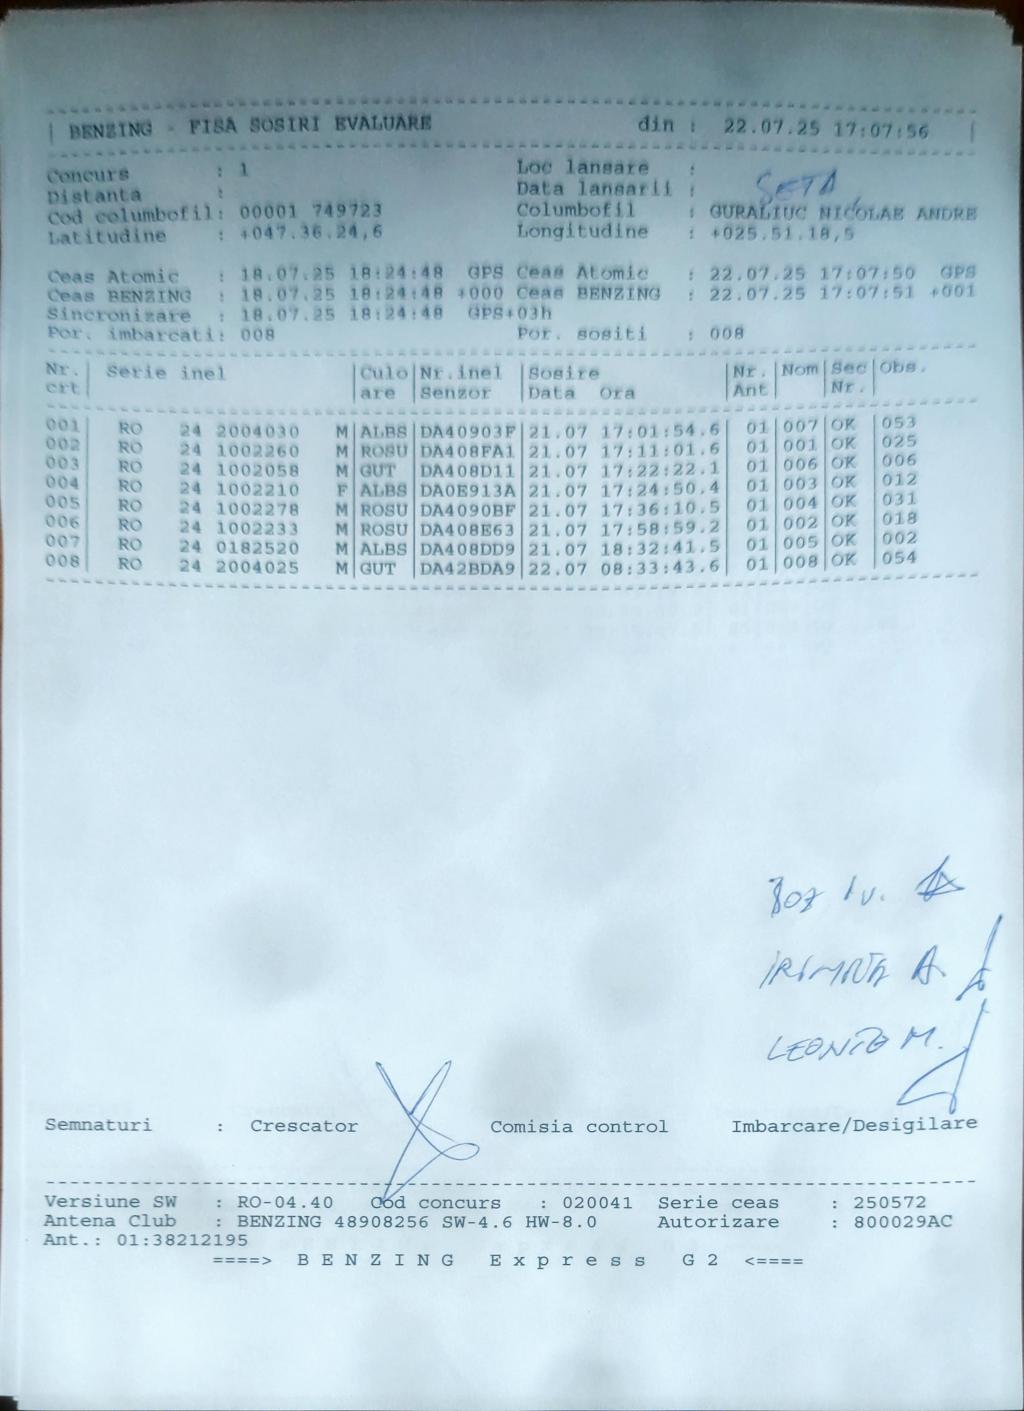 BENZING - FISA SOSIRI EVALUARE din : 22.07.25 17:07:56
Concurs : 1 Loc lansare :
Distanta : Data lansarii : SETA
Cod columbofil: 00001 749723 Columbofil : GURALIUC NICOLAE ANDRE
Latitudine : +047.36.24,6 Longitudine : +025.51.18,5
Ceas Atomic : 18.07.25 18:24:48 GPS Ceas Atomic : 22.07.25 17:07:50 GPS
Ceas BENZING : 18.07.25 18:24:48 +000 Ceas BENZING : 22.07.25 17:07:51 +001
Sincronizare : 18.07.25 18:24:48 GPS+03h
Por. imbarcati: 008 Por. sositi : 008
Nr. | Serie inel |Culo|Nr.inel |Sosire |Nr. |Nom|Sec|Obs.
crt| |are |Senzor |Data Ora |Ant| |Nr.|
001| RO 24 2004030 M|ALBS|DA40903F|21.07 17:01:54.6| 01|007|OK |053
002| RO 24 1002260 M|ROSU|DA408FA1|21.07 17:11:01.6| 01|001|OK |025
003| RO 24 1002058 M|GUT |DA408D11|21.07 17:22:22.1| 01|006|OK |006
004| RO 24 1002210 F|ALBS|DA0E913A|21.07 17:24:50.4| 01|003|OK |012
005| RO 24 1002278 M|ROSU|DA4090BF|21.07 17:36:10.5| 01|004|OK |031
006| RO 24 1002233 M|ROSU|DA408E63|21.07 17:58:59.2| 01|002|OK |018
007| RO 24 0182520 M|ALBS|DA408DD9|21.07 18:32:41.5| 01|005|OK |002
008| RO 24 2004025 M|GUT |DA42BDA9|22.07 08:33:43.6| 01|008|OK |054
A.
M.
Semnaturi : Crescator Comisia control Imbarcare/Desigilare
Versiune SW : RO-04.40 Cod concurs : 020041 Serie ceas : 250572
Antena Club : BENZING 48908256 SW-4.6 HW-8.0 Autorizare : 800029AC
Ant.: 01:38212195
====> B E N Z I N G E x p r e s s G 2 <====